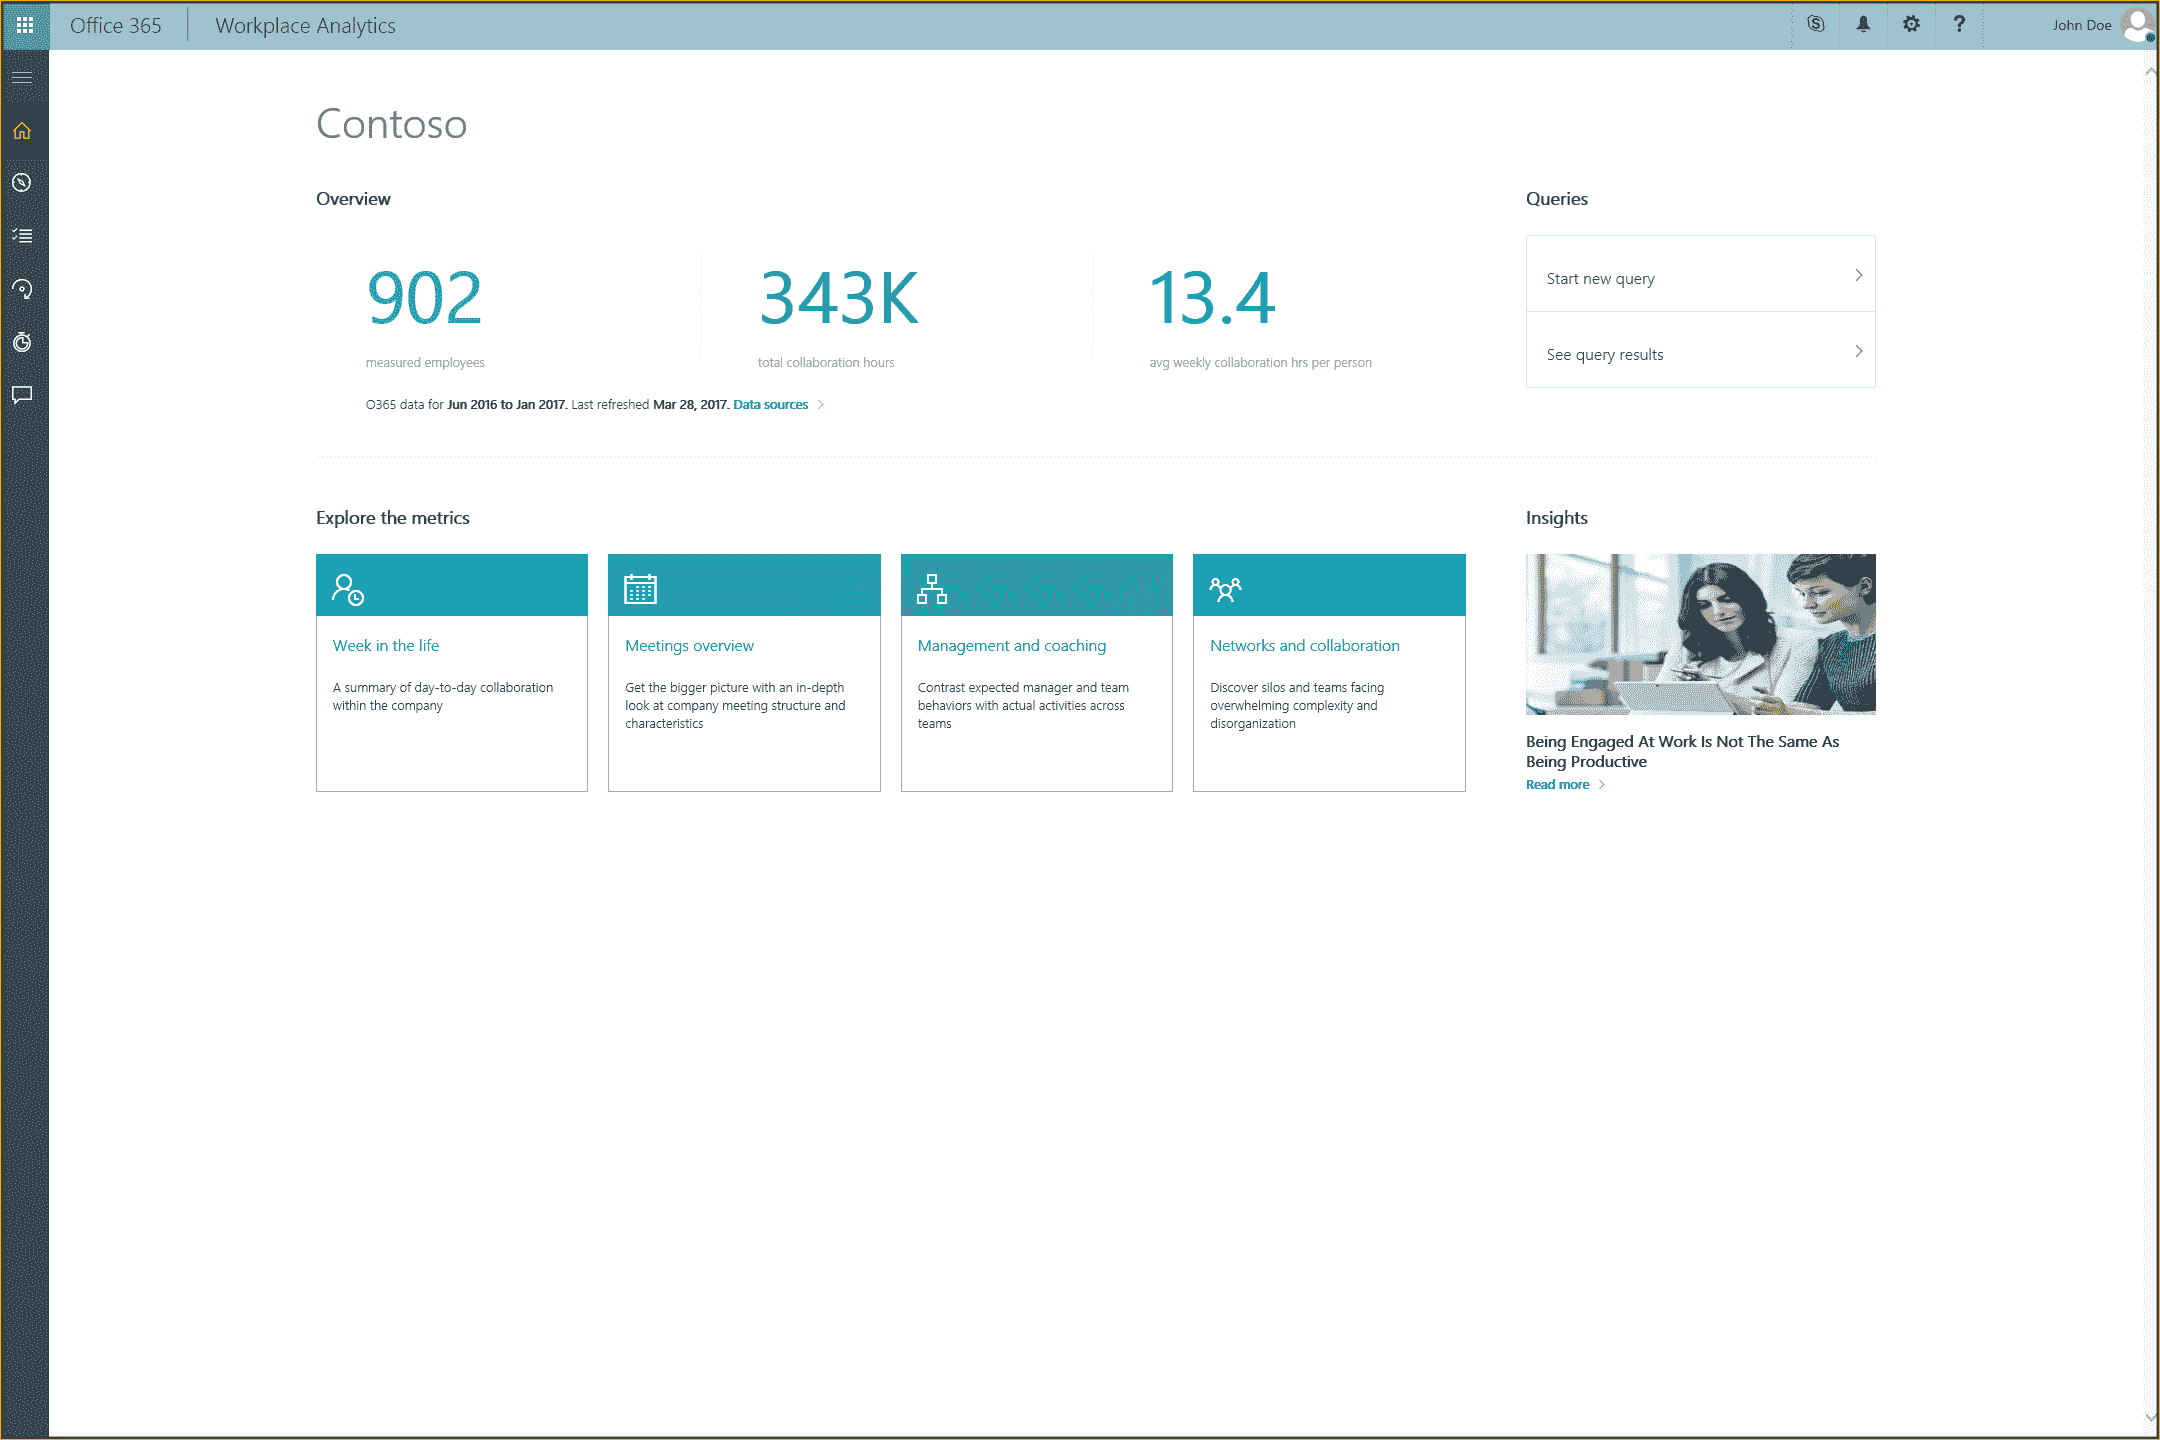 Office 365
Workplace Analytics
John Doe
Contoso
Overview
902
measured employees
343K
total collaboration hours
13.4
avg weekly collaboration hrs per person
O365 data for Jun 2016 to Jan 2017. Last refreshed Mar 28, 2017. Data sources
Queries
Start new query
See query results
Explore the metrics
Week in the life
A summary of day-to-day collaboration
within the company
Meetings overview
Get the bigger picture with an in-depth
look at company meeting structure and
characteristics
Management and coaching
Contrast expected manager and team
behaviors with actual activities across
teams
Networks and collaboration
Discover silos and teams facing
overwhelming complexity and
disorganization
Insights
Being Engaged At Work Is Not The Same As
Being Productive
Read more